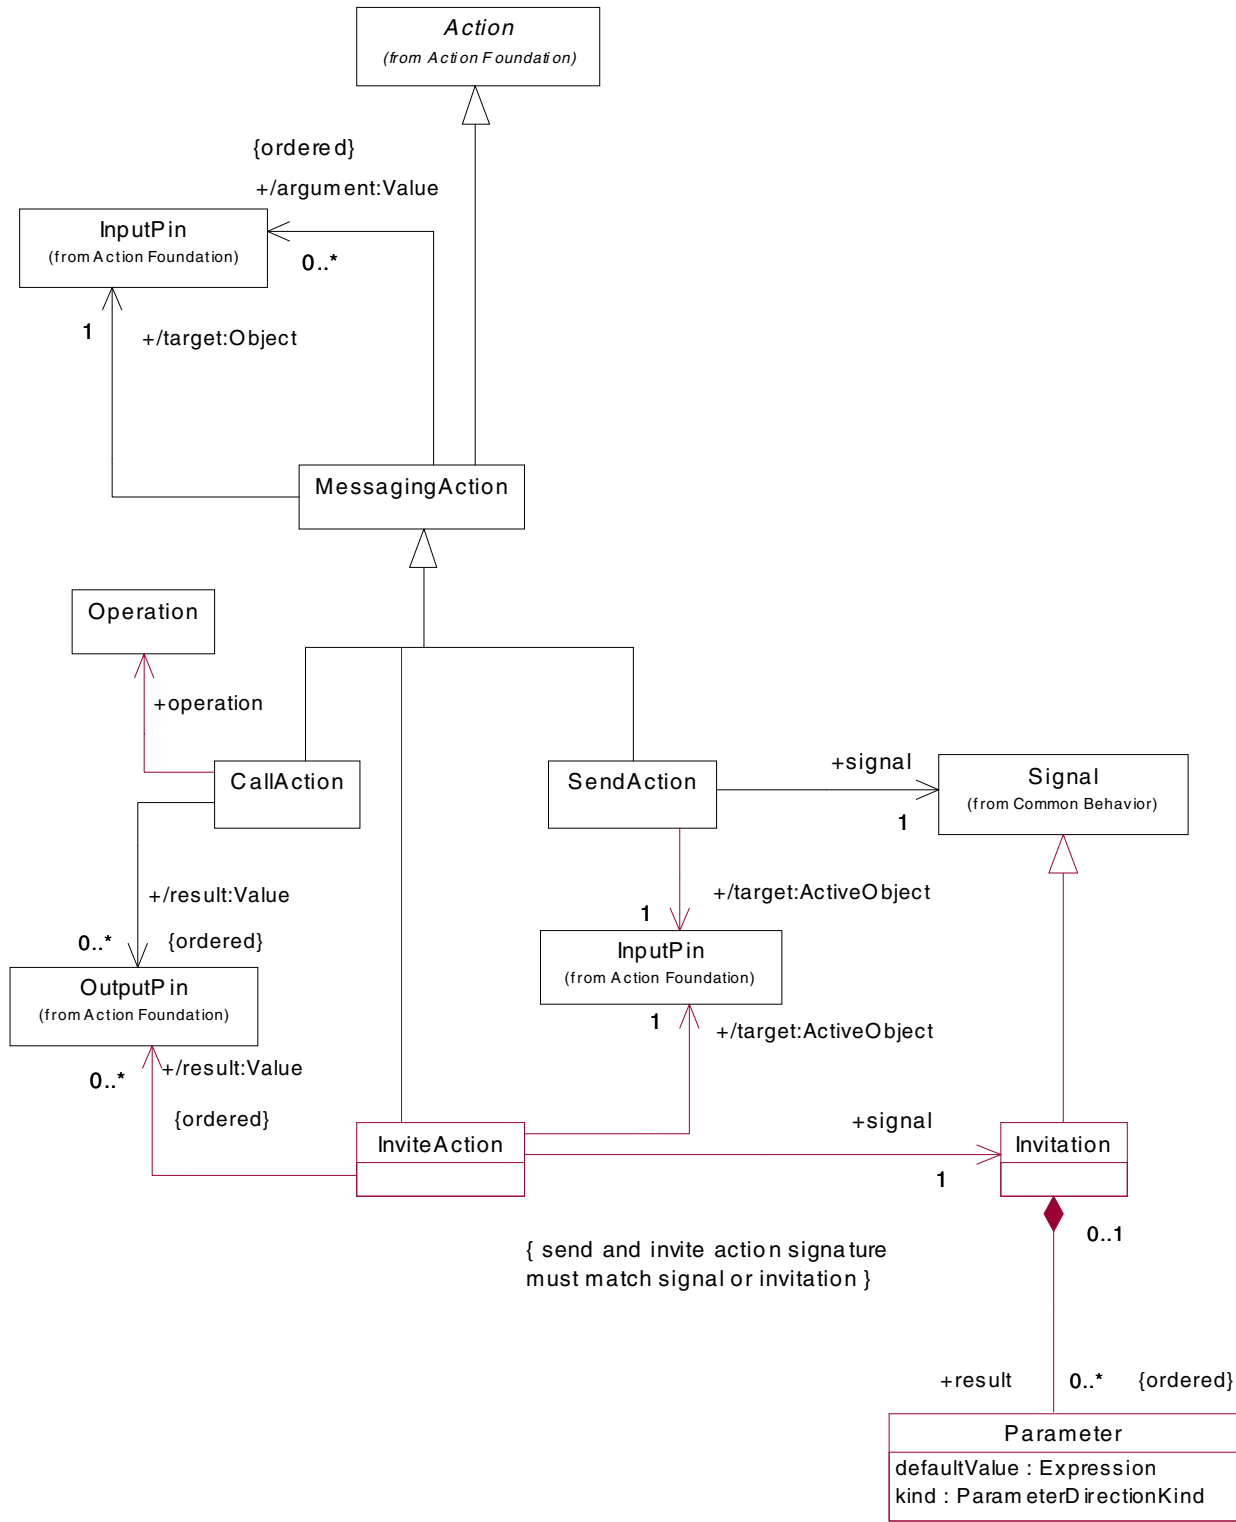 Action
(from Action Foundation)
{ordered}
+/argument:Value
InputPin
(from Action Foundation)
0..*
1
+/target:Object
MessagingAction
Operation
+operation
CallAction
SendAction
+signal
1
Signal
(from Common Behavior)
+/result:Value
0..*
{ordered}
+/target:ActiveObject
1
InputPin
(from Action Foundation)
OutputPin
(from Action Foundation)
1
+/target:ActiveObject
+/result:Value
0..*
{ordered}
InviteAction
+signal
1
Invitation
0..1
{ send and invite action signature
must match signal or invitation }
+result
0..*
{ordered}
Parameter
defaultValue : Expression
kind : ParameterDirectionKind